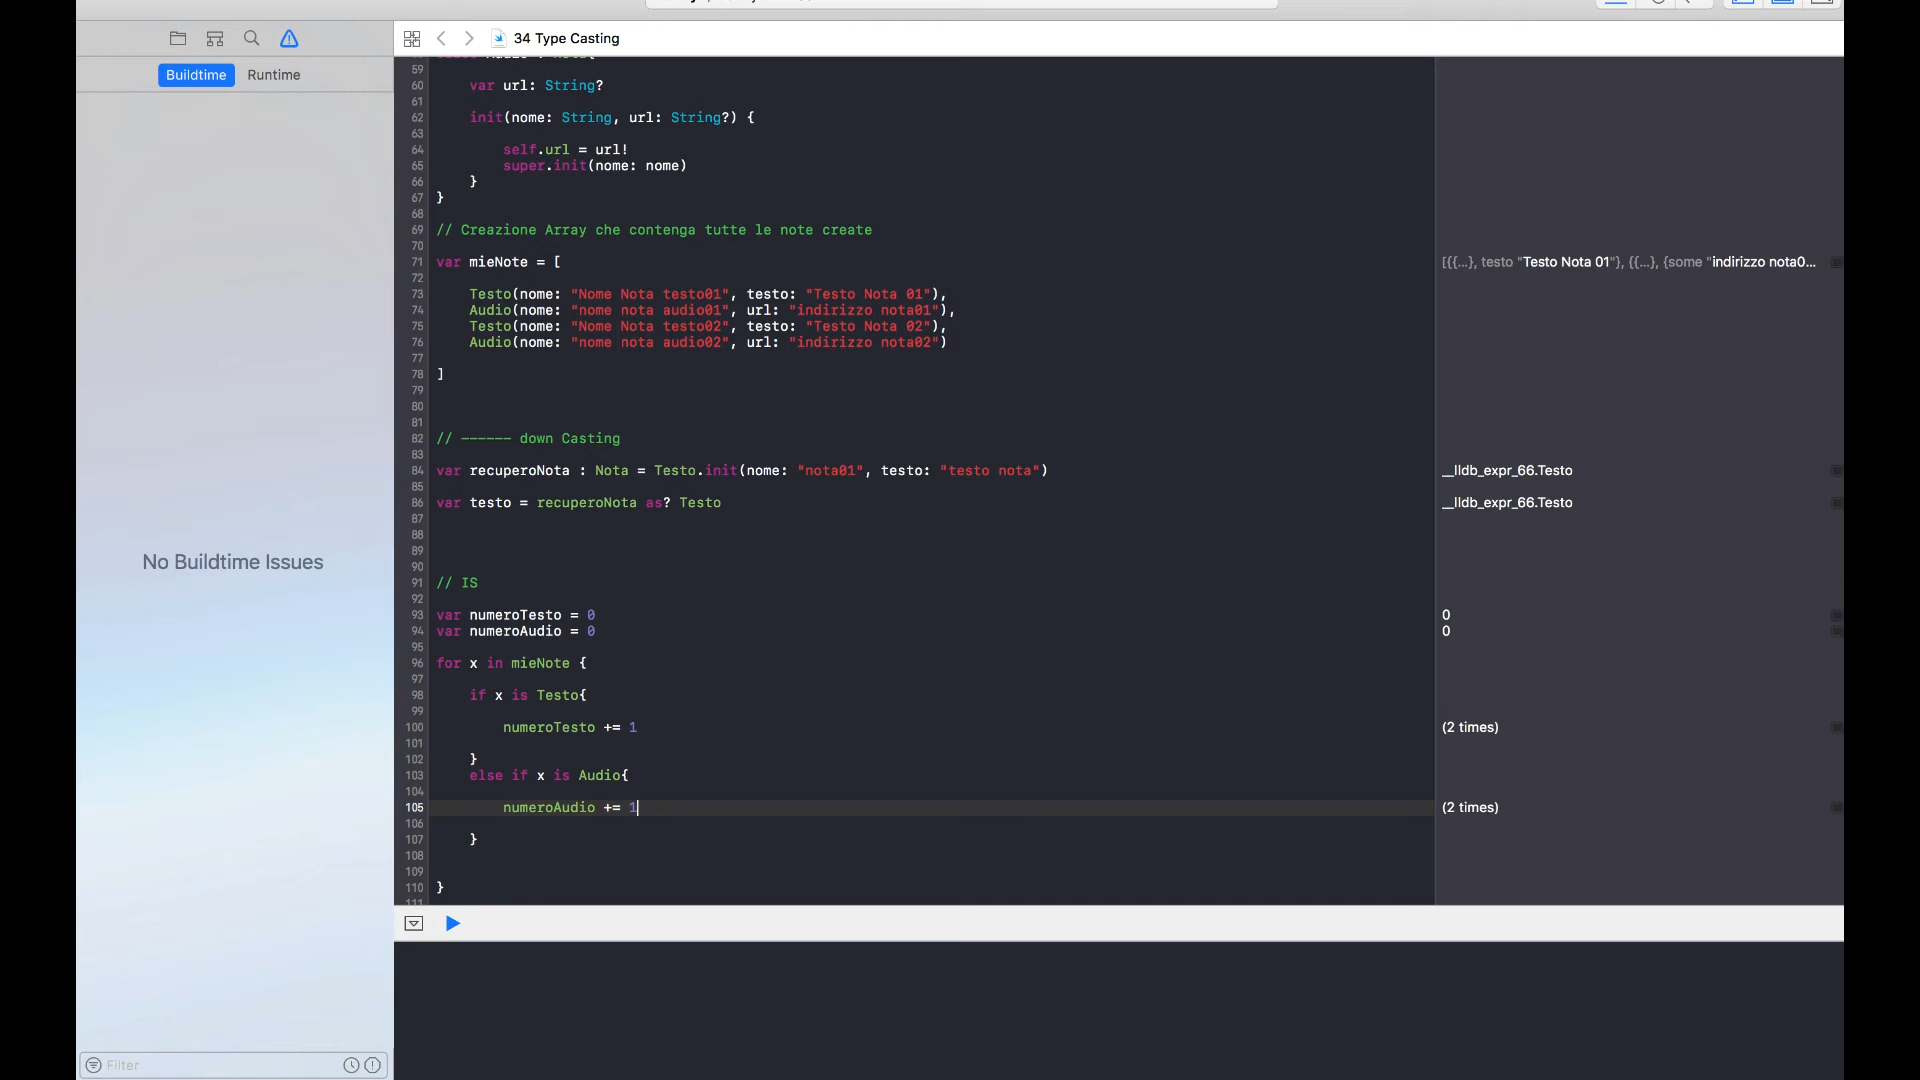 34 Type Casting
Buildtime Runtime
59
60 var url: String?
61
62 init(nome: String, url: String?) {
63
64 self.url = url!
65 super.init(nome: nome)
66 }
67 }
68
69 // Creazione Array che contenga tutte le note create
70
71 var mieNote = [ [{{...}, testo "Testo Nota 01"}, {{...}, {some "indirizzo nota0...
72
73 Testo(nome: "Nome Nota testo01", testo: "Testo Nota 01"),
74 Audio(nome: "nome nota audio01", url: "indirizzo nota01"),
75 Testo(nome: "Nome Nota testo02", testo: "Testo Nota 02"),
76 Audio(nome: "nome nota audio02", url: "indirizzo nota02")
77
78 ]
79
80
81
82 // —————— down Casting
83
84 var recuperoNota : Nota = Testo.init(nome: "nota01", testo: "testo nota") __lldb_expr_66.Testo
85
86 var testo = recuperoNota as? Testo __lldb_expr_66.Testo
87
88
89
90
91 // IS
92
93 var numeroTesto = 0 0
94 var numeroAudio = 0 0
95
96 for x in mieNote {
97
98 if x is Testo{
99
100 numeroTesto += 1 (2 times)
101
102 }
103 else if x is Audio{
104
105 numeroAudio += 1 (2 times)
106
107 }
108
109
110 }
111
No Buildtime Issues
Filter